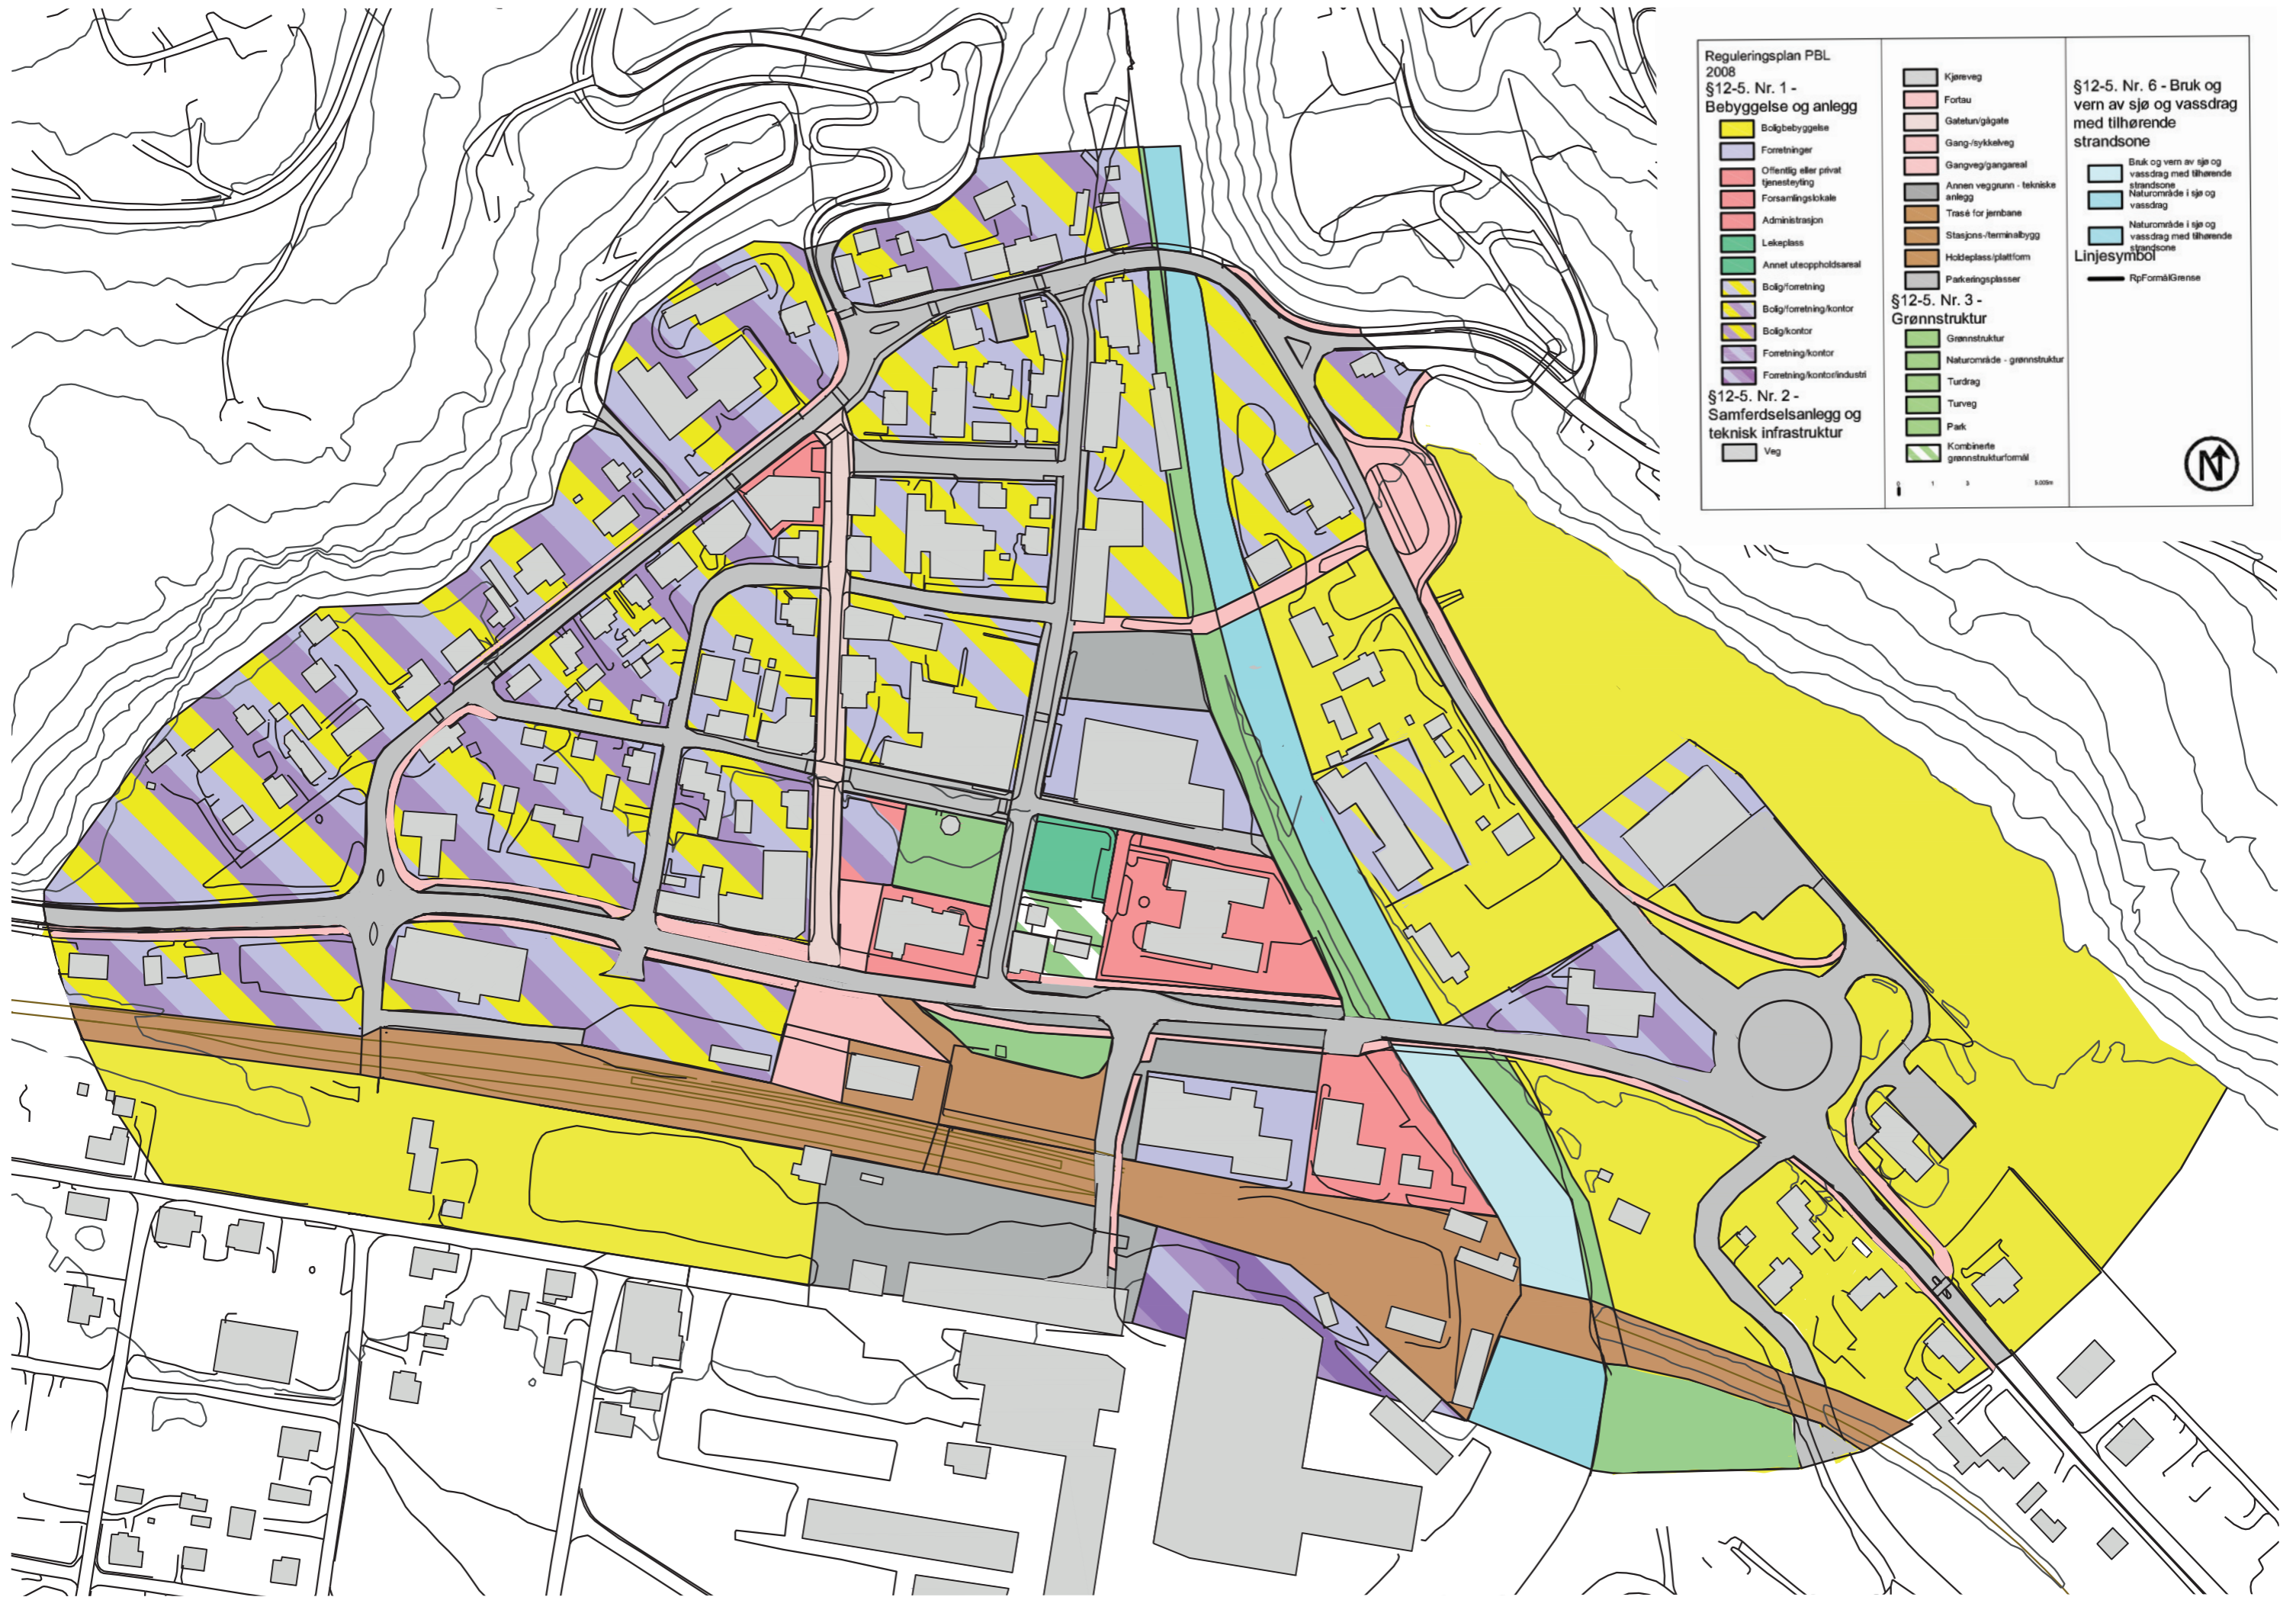 Reguleringsplan PBL
2008
§12-5. Nr. 1 -
Bebyggelse og anlegg
Boligbebyggelse
Forretninger
Offentlig eller privat
tjenesteyting
Forsamlingslokale
Administrasjon
Lekeplass
Annet uteoppholdsareal
Bolig/forretning
Bolig/forretning/kontor
Bolig/kontor
Forretning/kontor
Forretning/kontor/industri
§12-5. Nr. 2 -
Samferdselsanlegg og
teknisk infrastruktur
Veg
Kjøreveg
Fortau
Gatetun/gågate
Gang-/sykkelveg
Gangveg/gangareal
Annen veggrunn - tekniske
anlegg
Trasé for jernbane
Stasjons-/terminalbygg
Holdeplass/plattform
Parkeringsplasser
§12-5. Nr. 3 -
Grønnstruktur
Grønnstruktur
Naturområde - grønnstruktur
Turdrag
Turveg
Park
Kombinerte
grønnstrukturformål
§12-5. Nr. 6 - Bruk og
vern av sjø og vassdrag
med tilhørende
strandsone
Bruk og vern av sjø og
vassdrag med tilhørende
strandsone
Naturområde i sjø og
vassdrag
Naturområde i sjø og
vassdrag med tilhørende
strandsone
Linjesymbol
RpFormålGrense
N